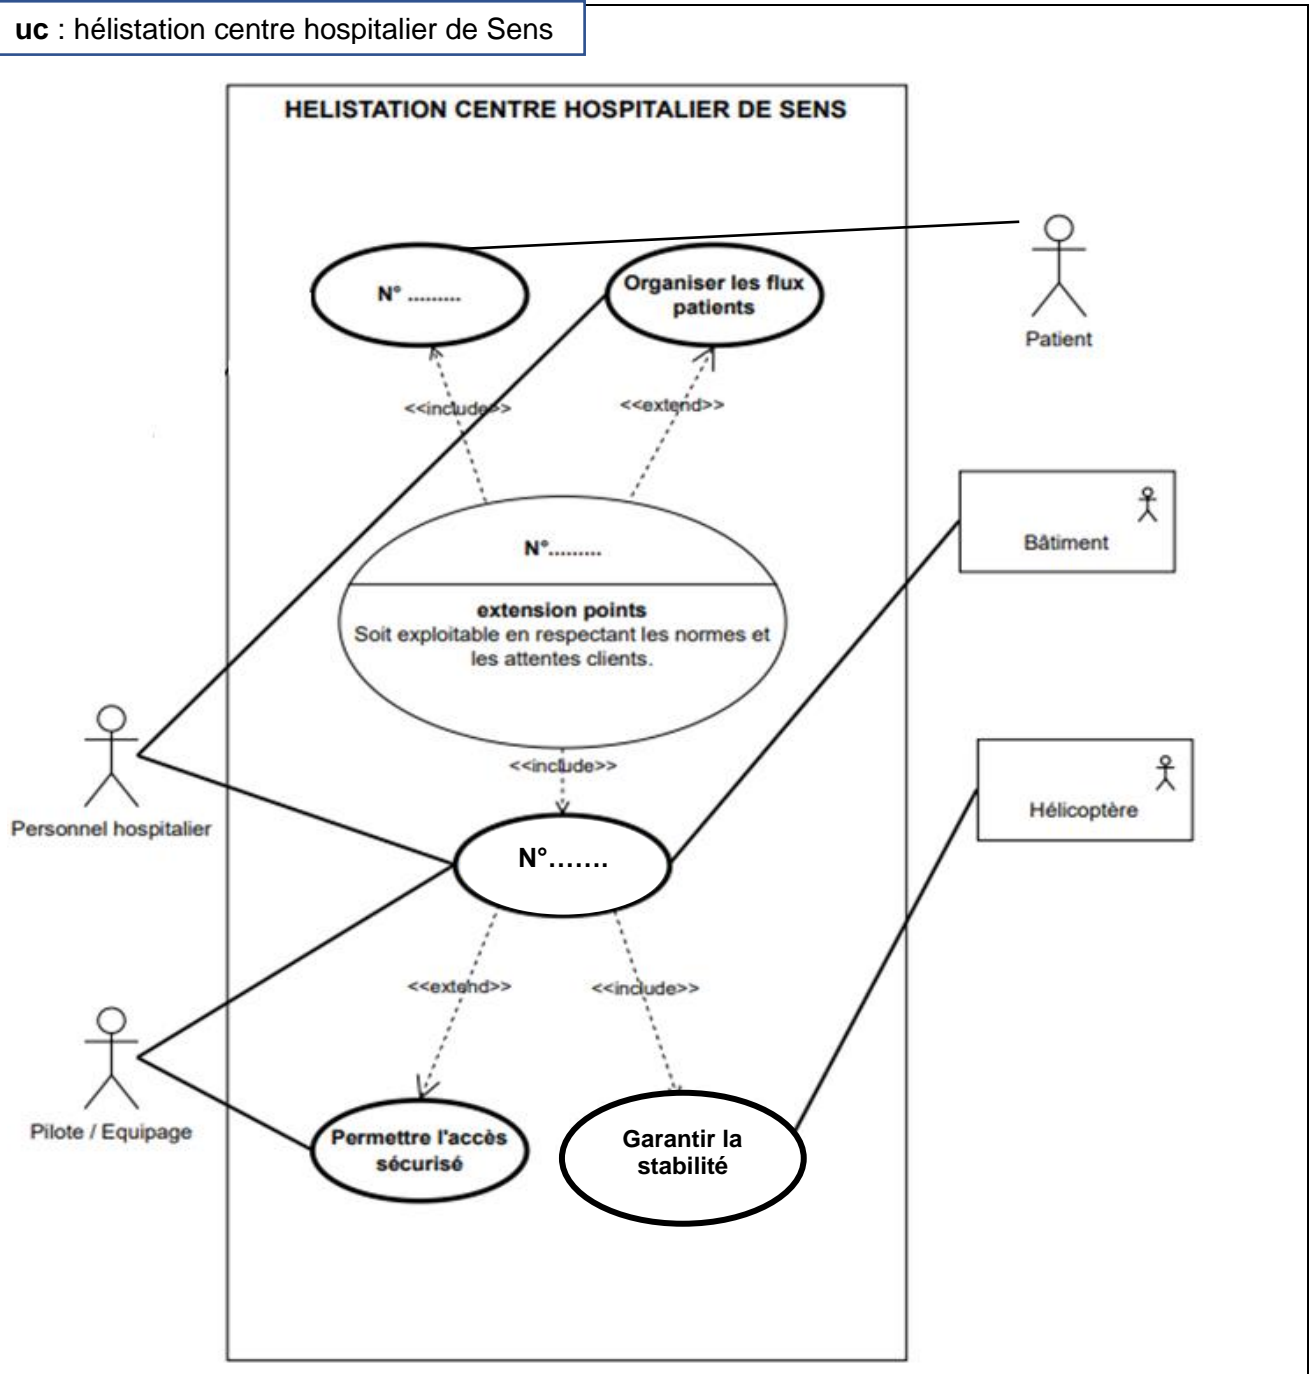 uc : hélistation centre hospitalier de Sens
HELISTATION CENTRE HOSPITALIER DE SENS
N° .........
Organiser les flux
patients
Patient
<<include>>
<<extend>>
Bâtiment
N°.........
extension points
Soit exploitable en respectant les normes et
les attentes clients.
<<include>>
Personnel hospitalier
Hélicoptère
N°.......
<<extend>>
<<include>>
Pilote / Equipage
Permettre l'accès
sécurisé
Garantir la
stabilité